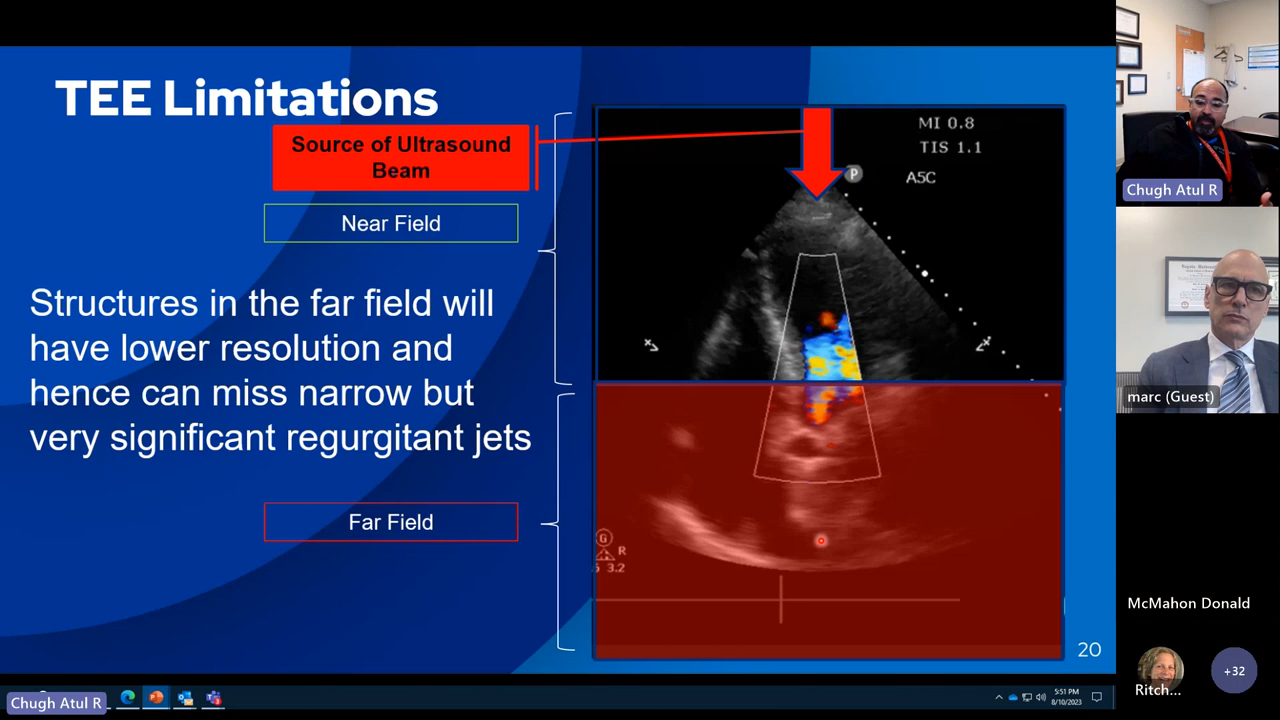 TEE Limitations
Source of Ultrasound
Beam
Near Field
Structures in the far field will
have lower resolution and
hence can miss narrow but
very significant regurgitant jets
Far Field
MI 0.8
TIS 1.1
P
A5C
G
R
3.2
20
Chugh Atul R
marc (Guest)
McMahon Donald
Ritch...
+32
Chugh Atul R
5:51 PM
8/10/2023